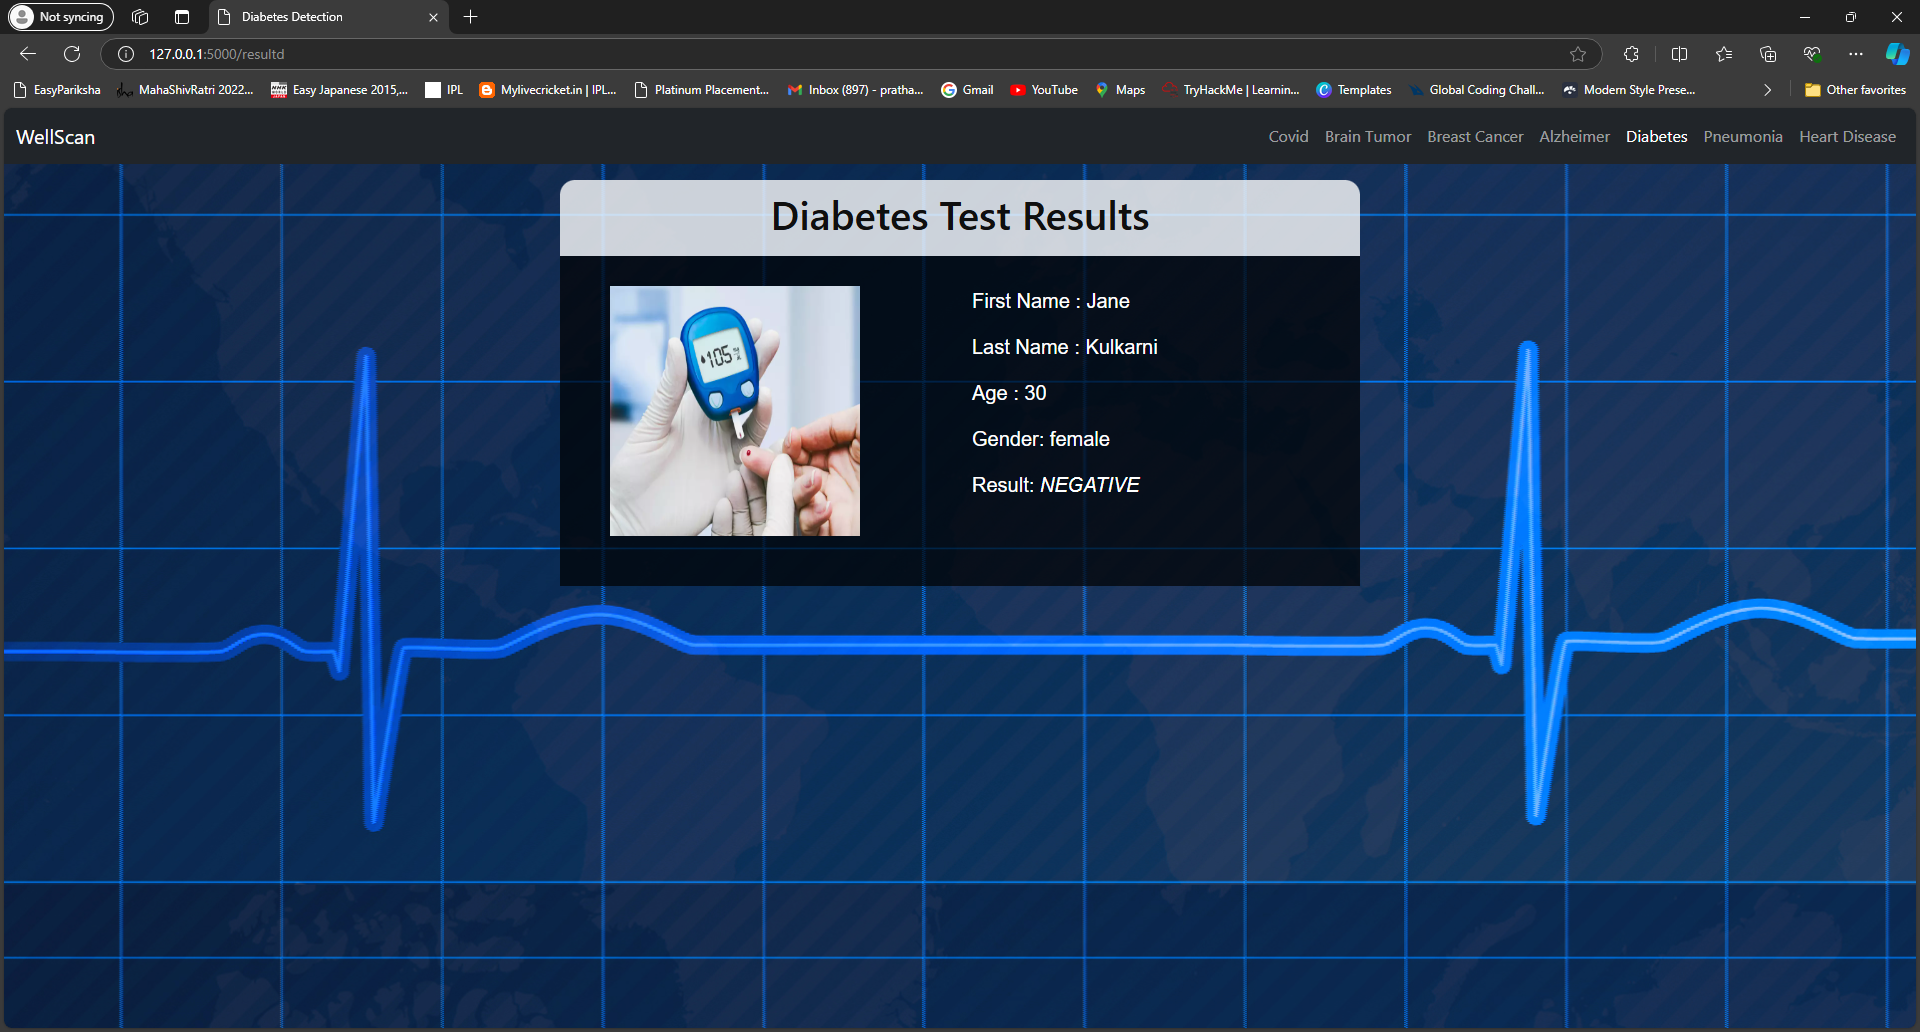 Not syncing
Diabetes Detection
127.0.0.1:5000/resultd
EasyPariksha
MahaShivRatri 2022...
Easy Japanese 2015,...
IPL
Mylivecricket.in | IPL...
Platinum Placement...
Inbox (897) - pratha...
Gmail
YouTube
Maps
TryHackMe | Learnin...
Templates
Global Coding Chall...
Modern Style Prese...
Other favorites
WellScan
Covid
Brain Tumor
Breast Cancer
Alzheimer
Diabetes
Pneumonia
Heart Disease
Diabetes Test Results
105
First Name : Jane
Last Name : Kulkarni
Age : 30
Gender: female
Result: NEGATIVE